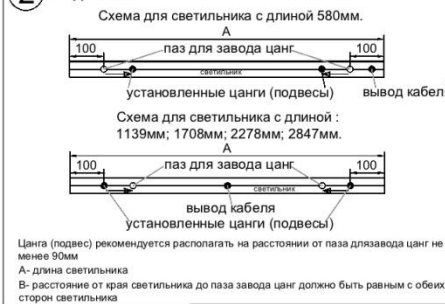 2
Схема для светильника с длиной 580мм.
A
100
паз для завода цанг
100
светильник
установленные цанги (подвесы)
вывод кабеля
Схема для светильника с длиной :
1139мм; 1708мм; 2278мм; 2847мм.
A
100
паз для завода цанг
100
светильник
вывод кабеля
установленные цанги (подвесы)
Цанга (подвес) рекомендуется располагать на расстоянии от паза длязавода цанг не
менее 90мм
А- длина светильника
В- расстояние от края светильника до паза завода цанг должно быть равным с обеих
сторон светильника